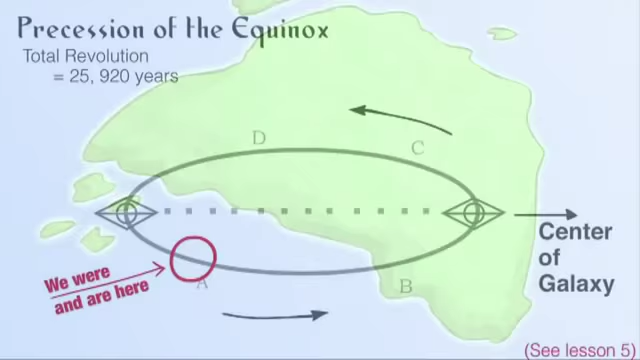 Precession of the Equinox
Total Revolution
= 25, 920 years
D
C
Center
of
Galaxy
We were
and are here
A
B
(See lesson 5)